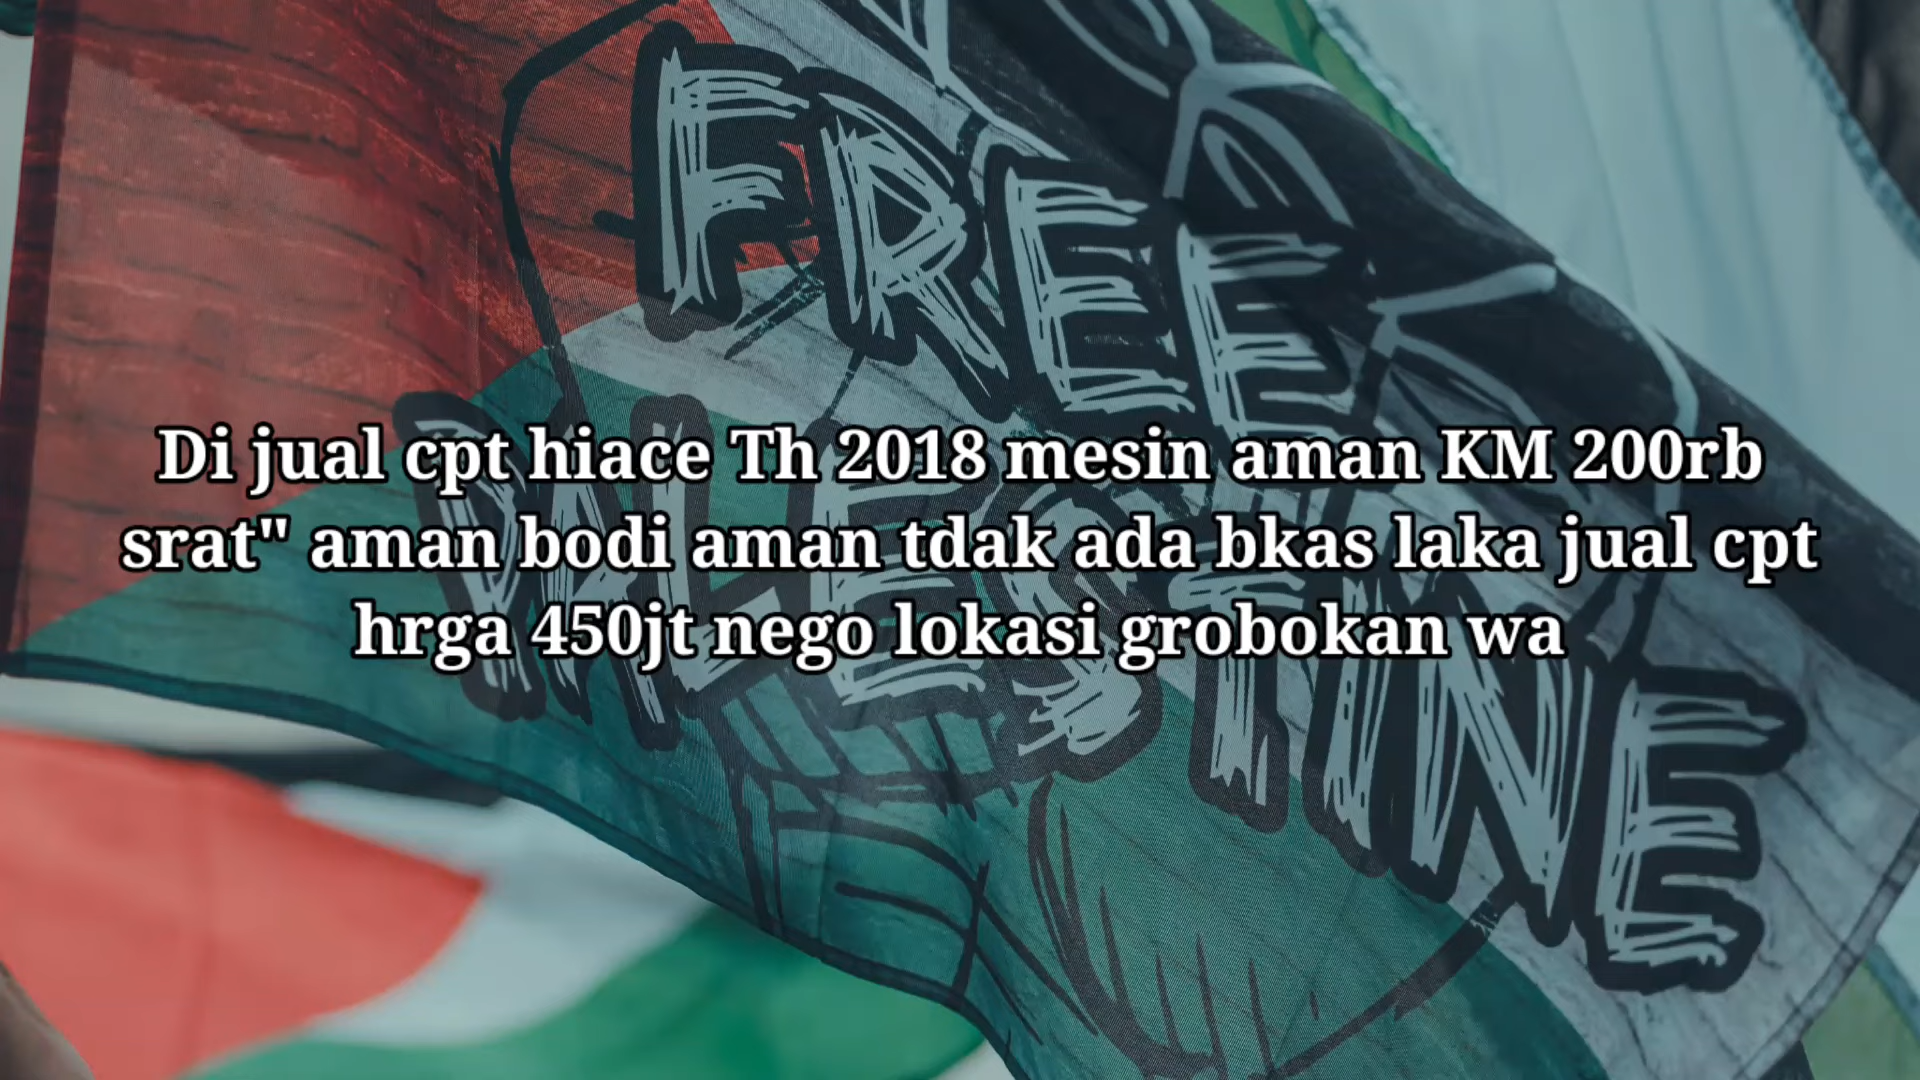 FREE
PALESTINE
Di jual cpt hiace Th 2018 mesin aman KM 200rb
srat" aman bodi aman tdak ada bkas laka jual cpt
hrga 450jt nego lokasi grobokan wa